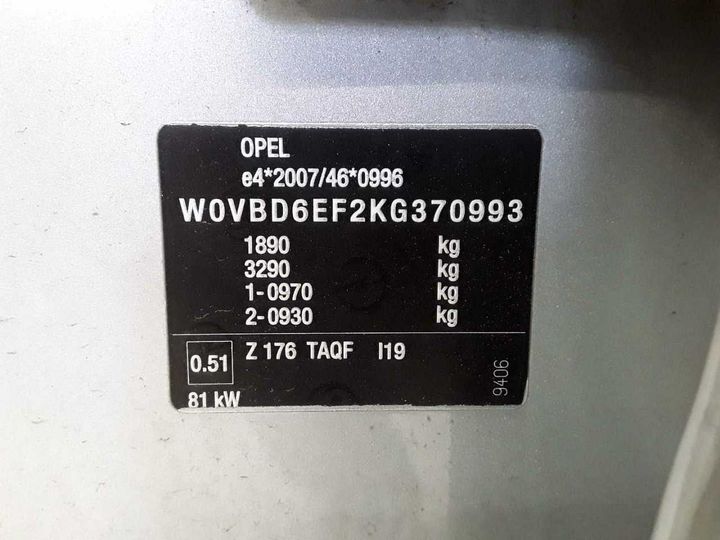 OPEL
e4*2007/46*0996
W0VBD6EF2KG370993
1890 kg
3290 kg
1-0970 kg
2-0930 kg
0.51 Z 176 TAQF I19
81 kW
9406